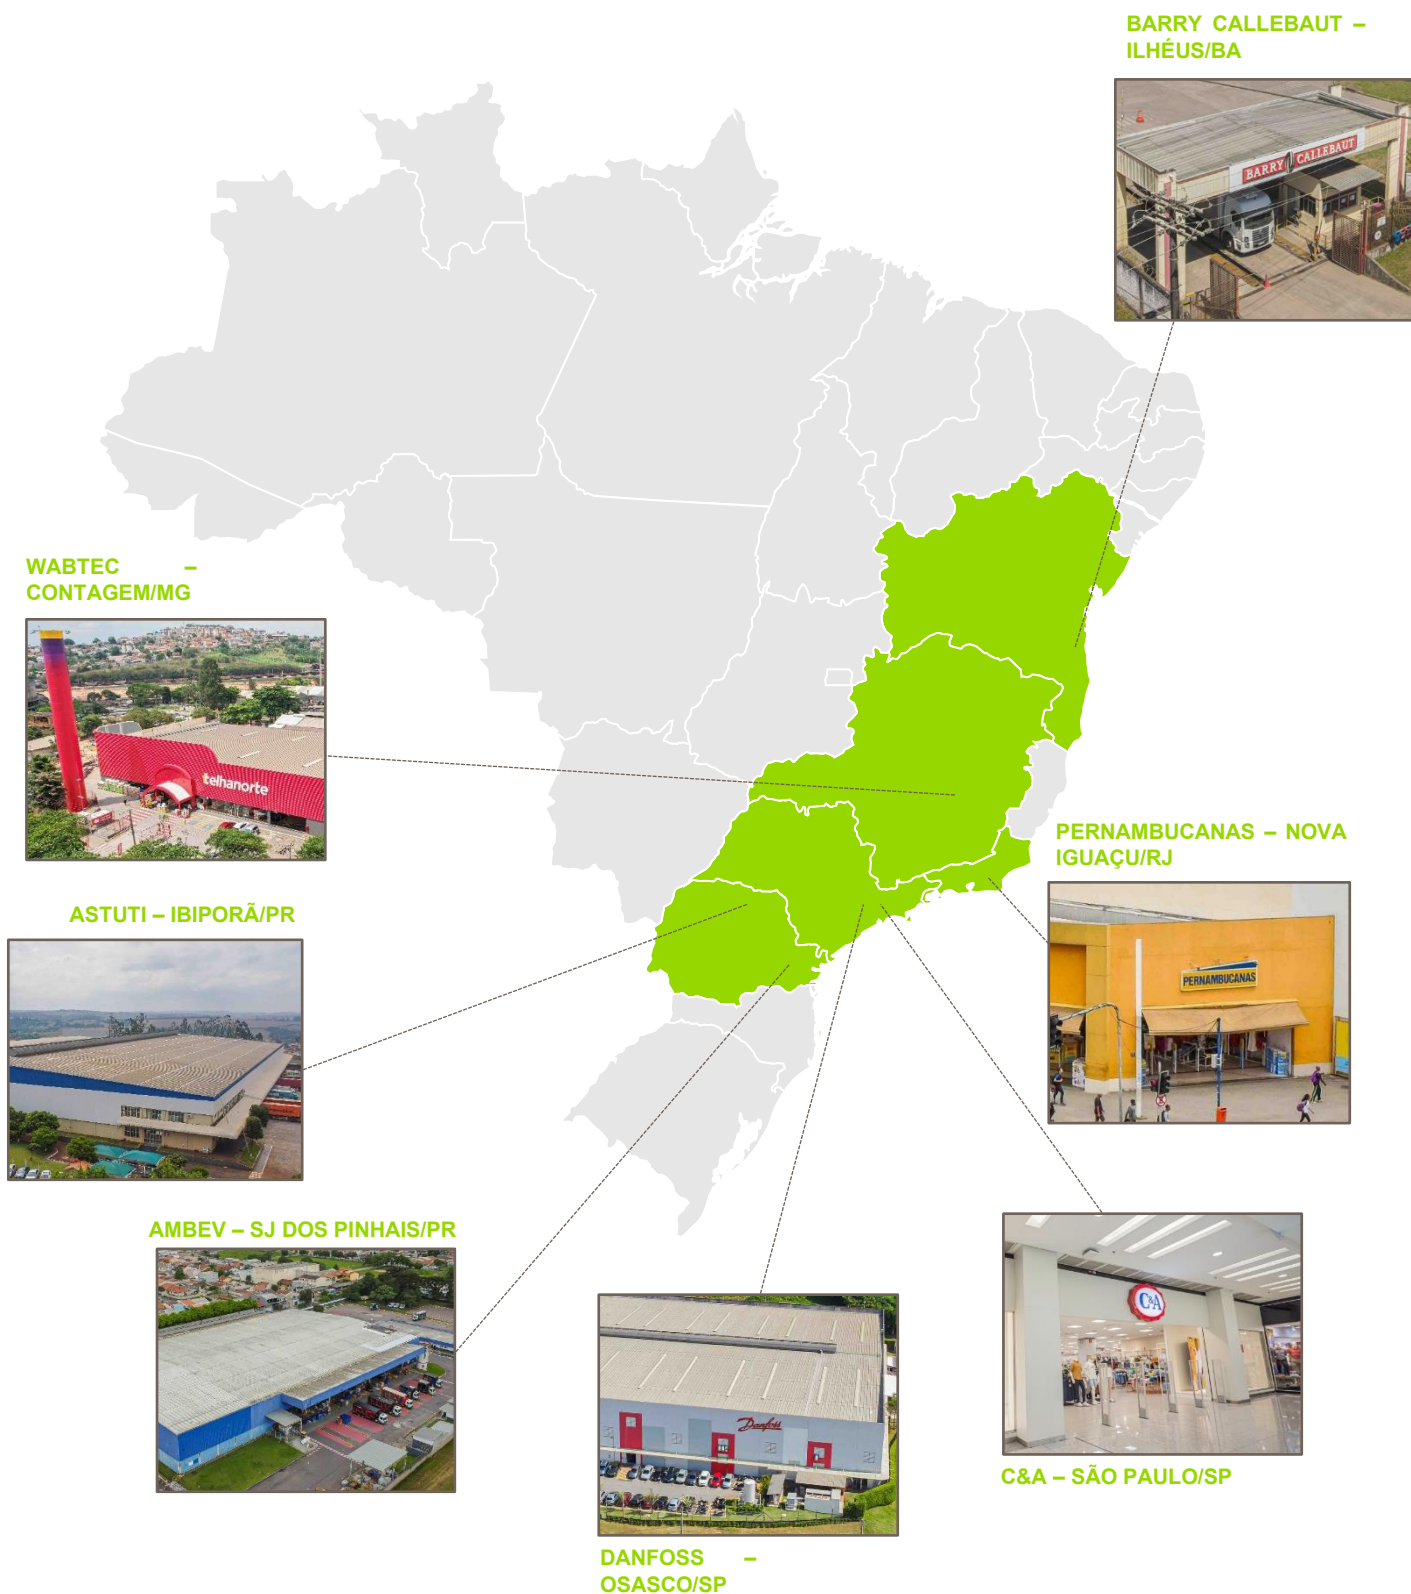 BARRY CALLEBAUT –
ILHÉUS/BA
BARRY CALLEBAUT
WABTEC –
CONTAGEM/MG
telhanorte
PERNAMBUCANAS – NOVA
IGUAÇU/RJ
PERNAMBUCANAS
ASTUTI – IBIPORÃ/PR
AMBEV – SJ DOS PINHAIS/PR
C&A
C&A – SÃO PAULO/SP
Danfoss
DANFOSS –
OSASCO/SP